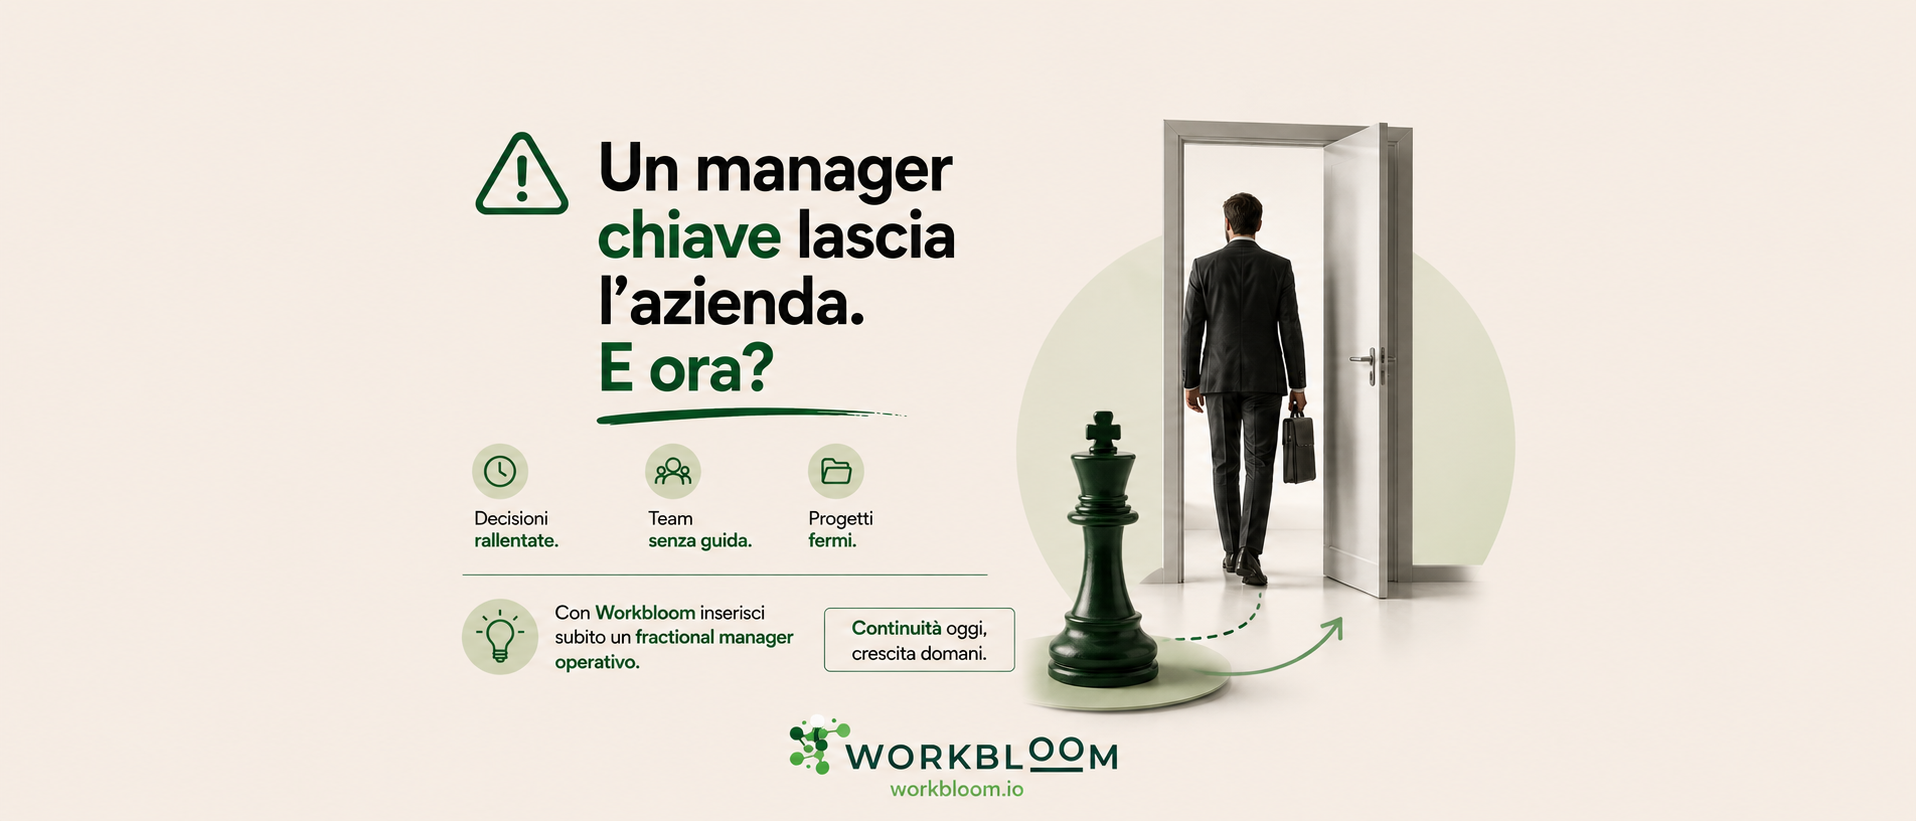 Un manager
chiave lascia
l’azienda.
E ora?
Decisioni
rallentate.
Team
senza guida.
Progetti
fermi.
Con Workbloom inserisci
subito un fractional manager
operativo.
Continuità oggi,
crescita domani.
WORKBLOOM
workbloom.io